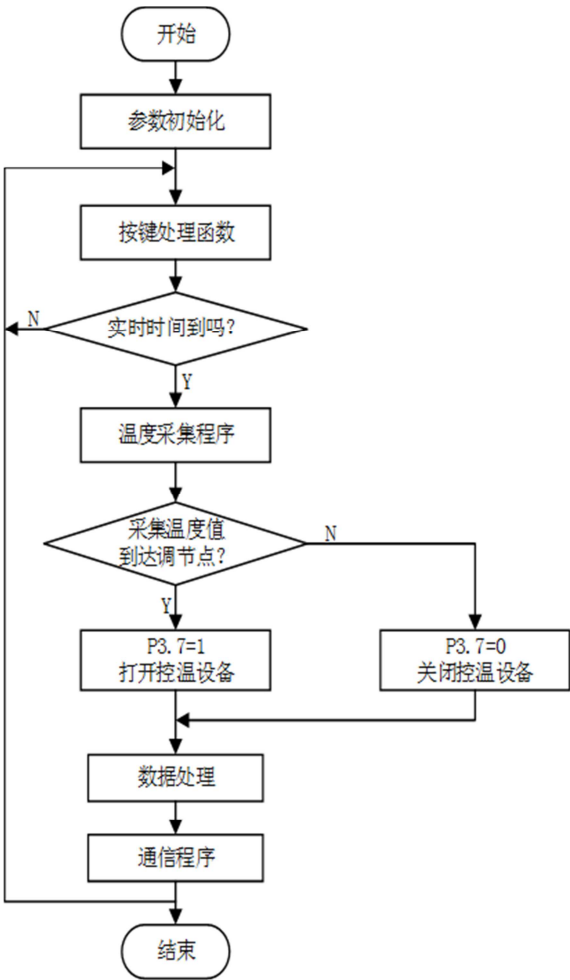 开始
参数初始化
按键处理函数
实时时间到吗?
N
Y
温度采集程序
采集温度值
到达调节点?
N
Y
P3.7=1
打开控温设备
P3.7=0
关闭控温设备
数据处理
通信程序
结束